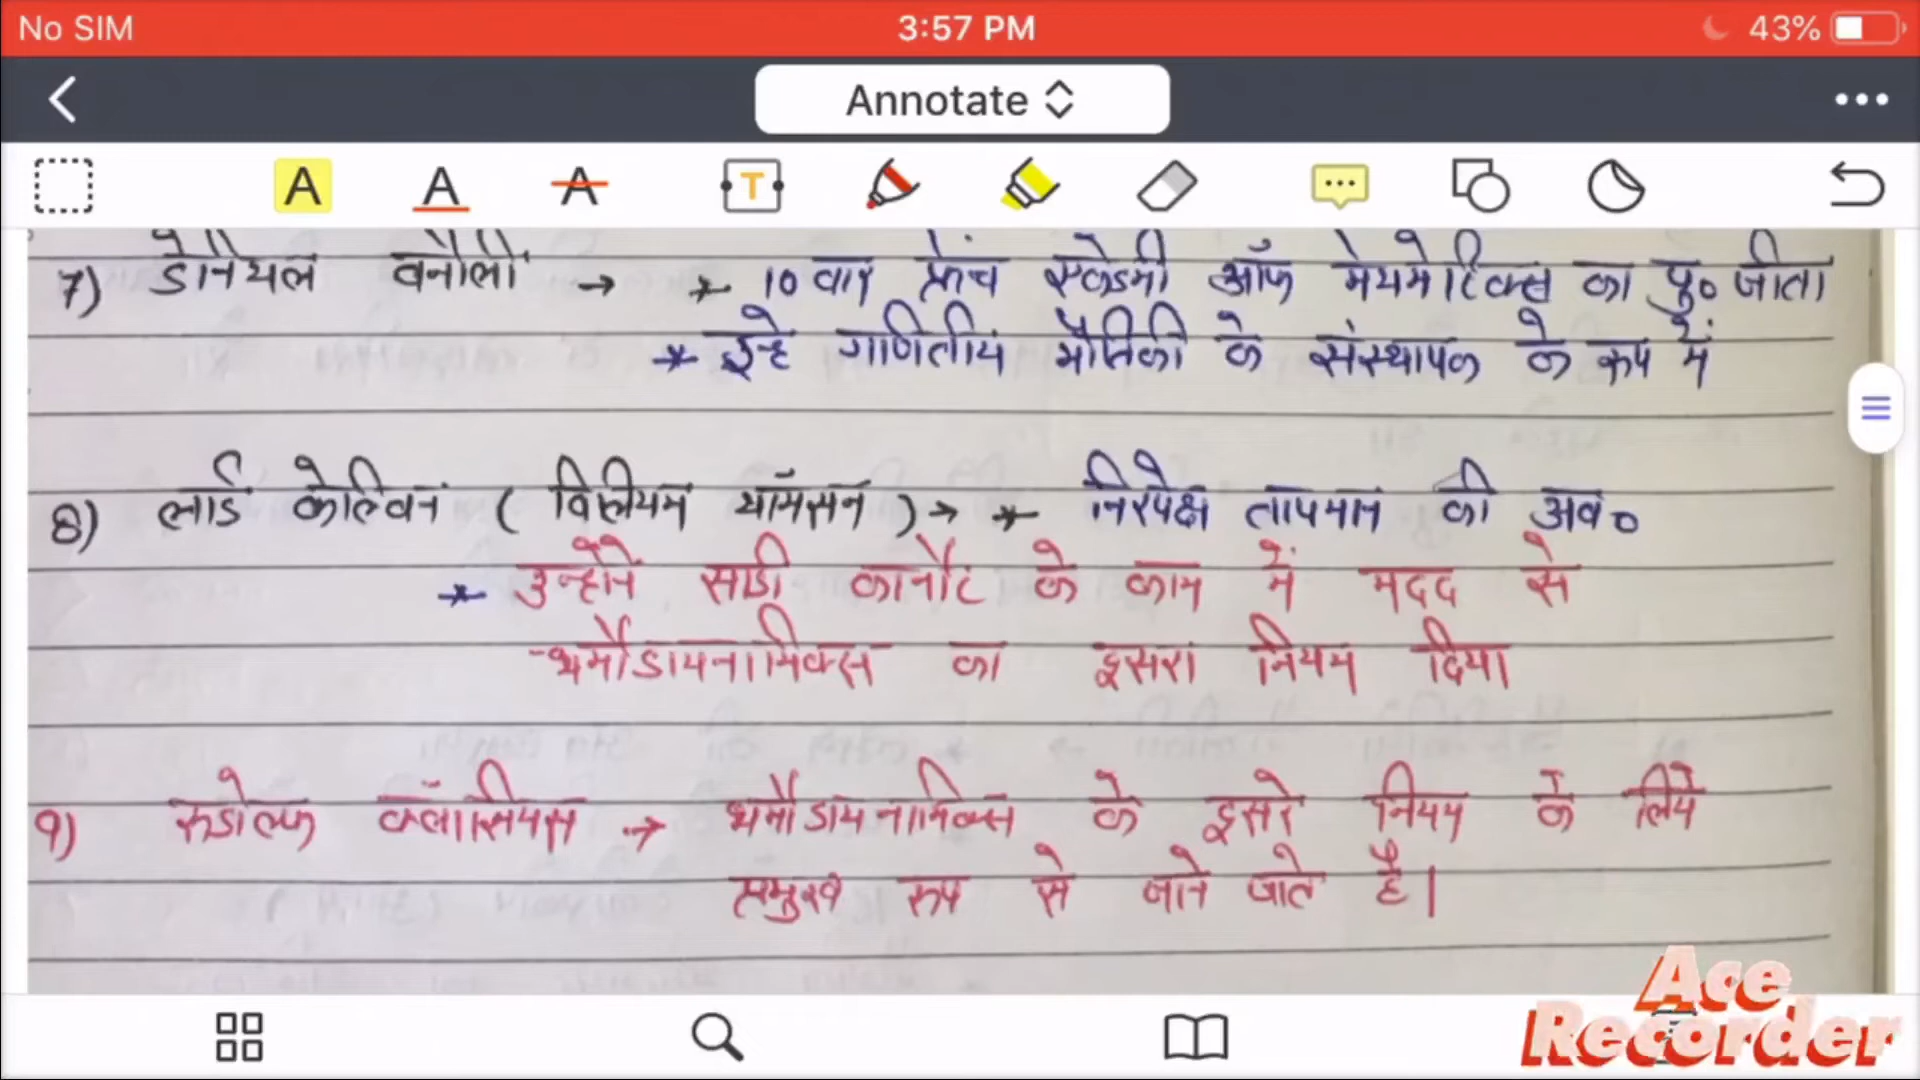 No SIM 3:57 PM 43%
Annotate
A A A T
7) डेनियल बर्नोली → * 10 बार फ्रेंच एकेडमी ऑफ मेथमेटिक्स का पु० जीता
* इन्हे गणितीय भौतिकी के संस्थापक के रूप में
8) लार्ड केल्विन ( विलियम थॉमसन ) → * निरपेक्ष तापमान की अव०
* उन्होने साडी कार्नोट के काम में मदद से
थर्मोडायनामिक्स का दुसरा नियम दिया
9) रुडोल्फ क्लॉसियस → थर्मोडायनामिक्स के दुसरे नियम के लिये
प्रमुख रूप से जाने जाते है।
Ace
Recorder